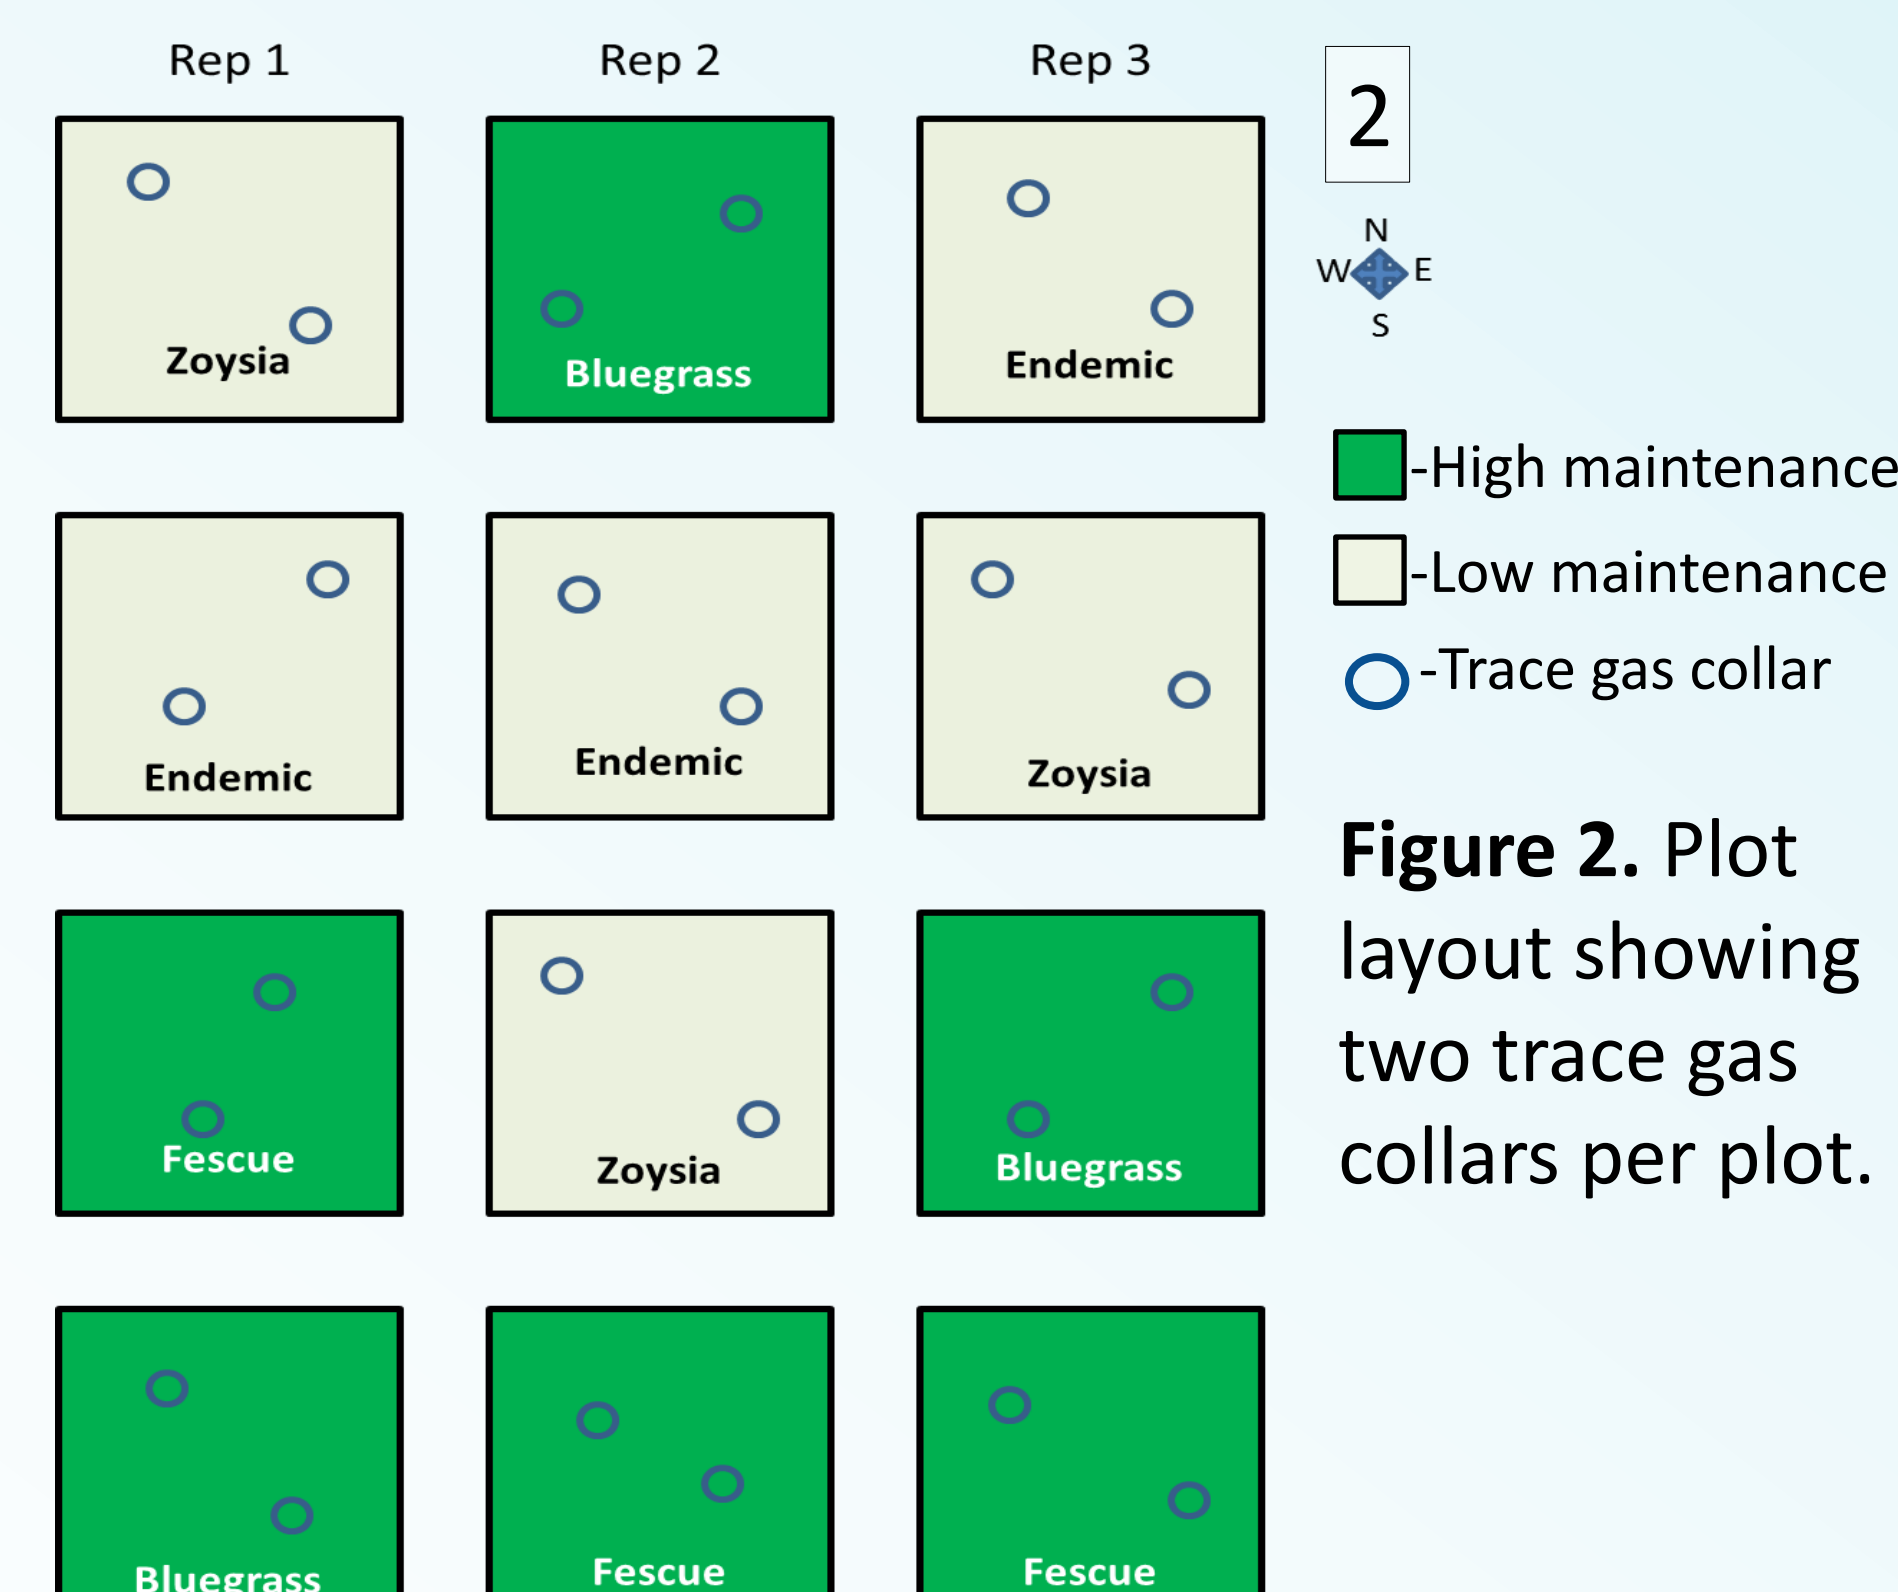 Rep 1
Rep 2
Rep 3
2
Zoysia
Bluegrass
Endemic
N
W E
S
-High maintenance
-Low maintenance
-Trace gas collar
Endemic
Endemic
Zoysia
Figure 2. Plot
layout showing
two trace gas
collars per plot.
Fescue
Zoysia
Bluegrass
Bluegrass
Fescue
Fescue